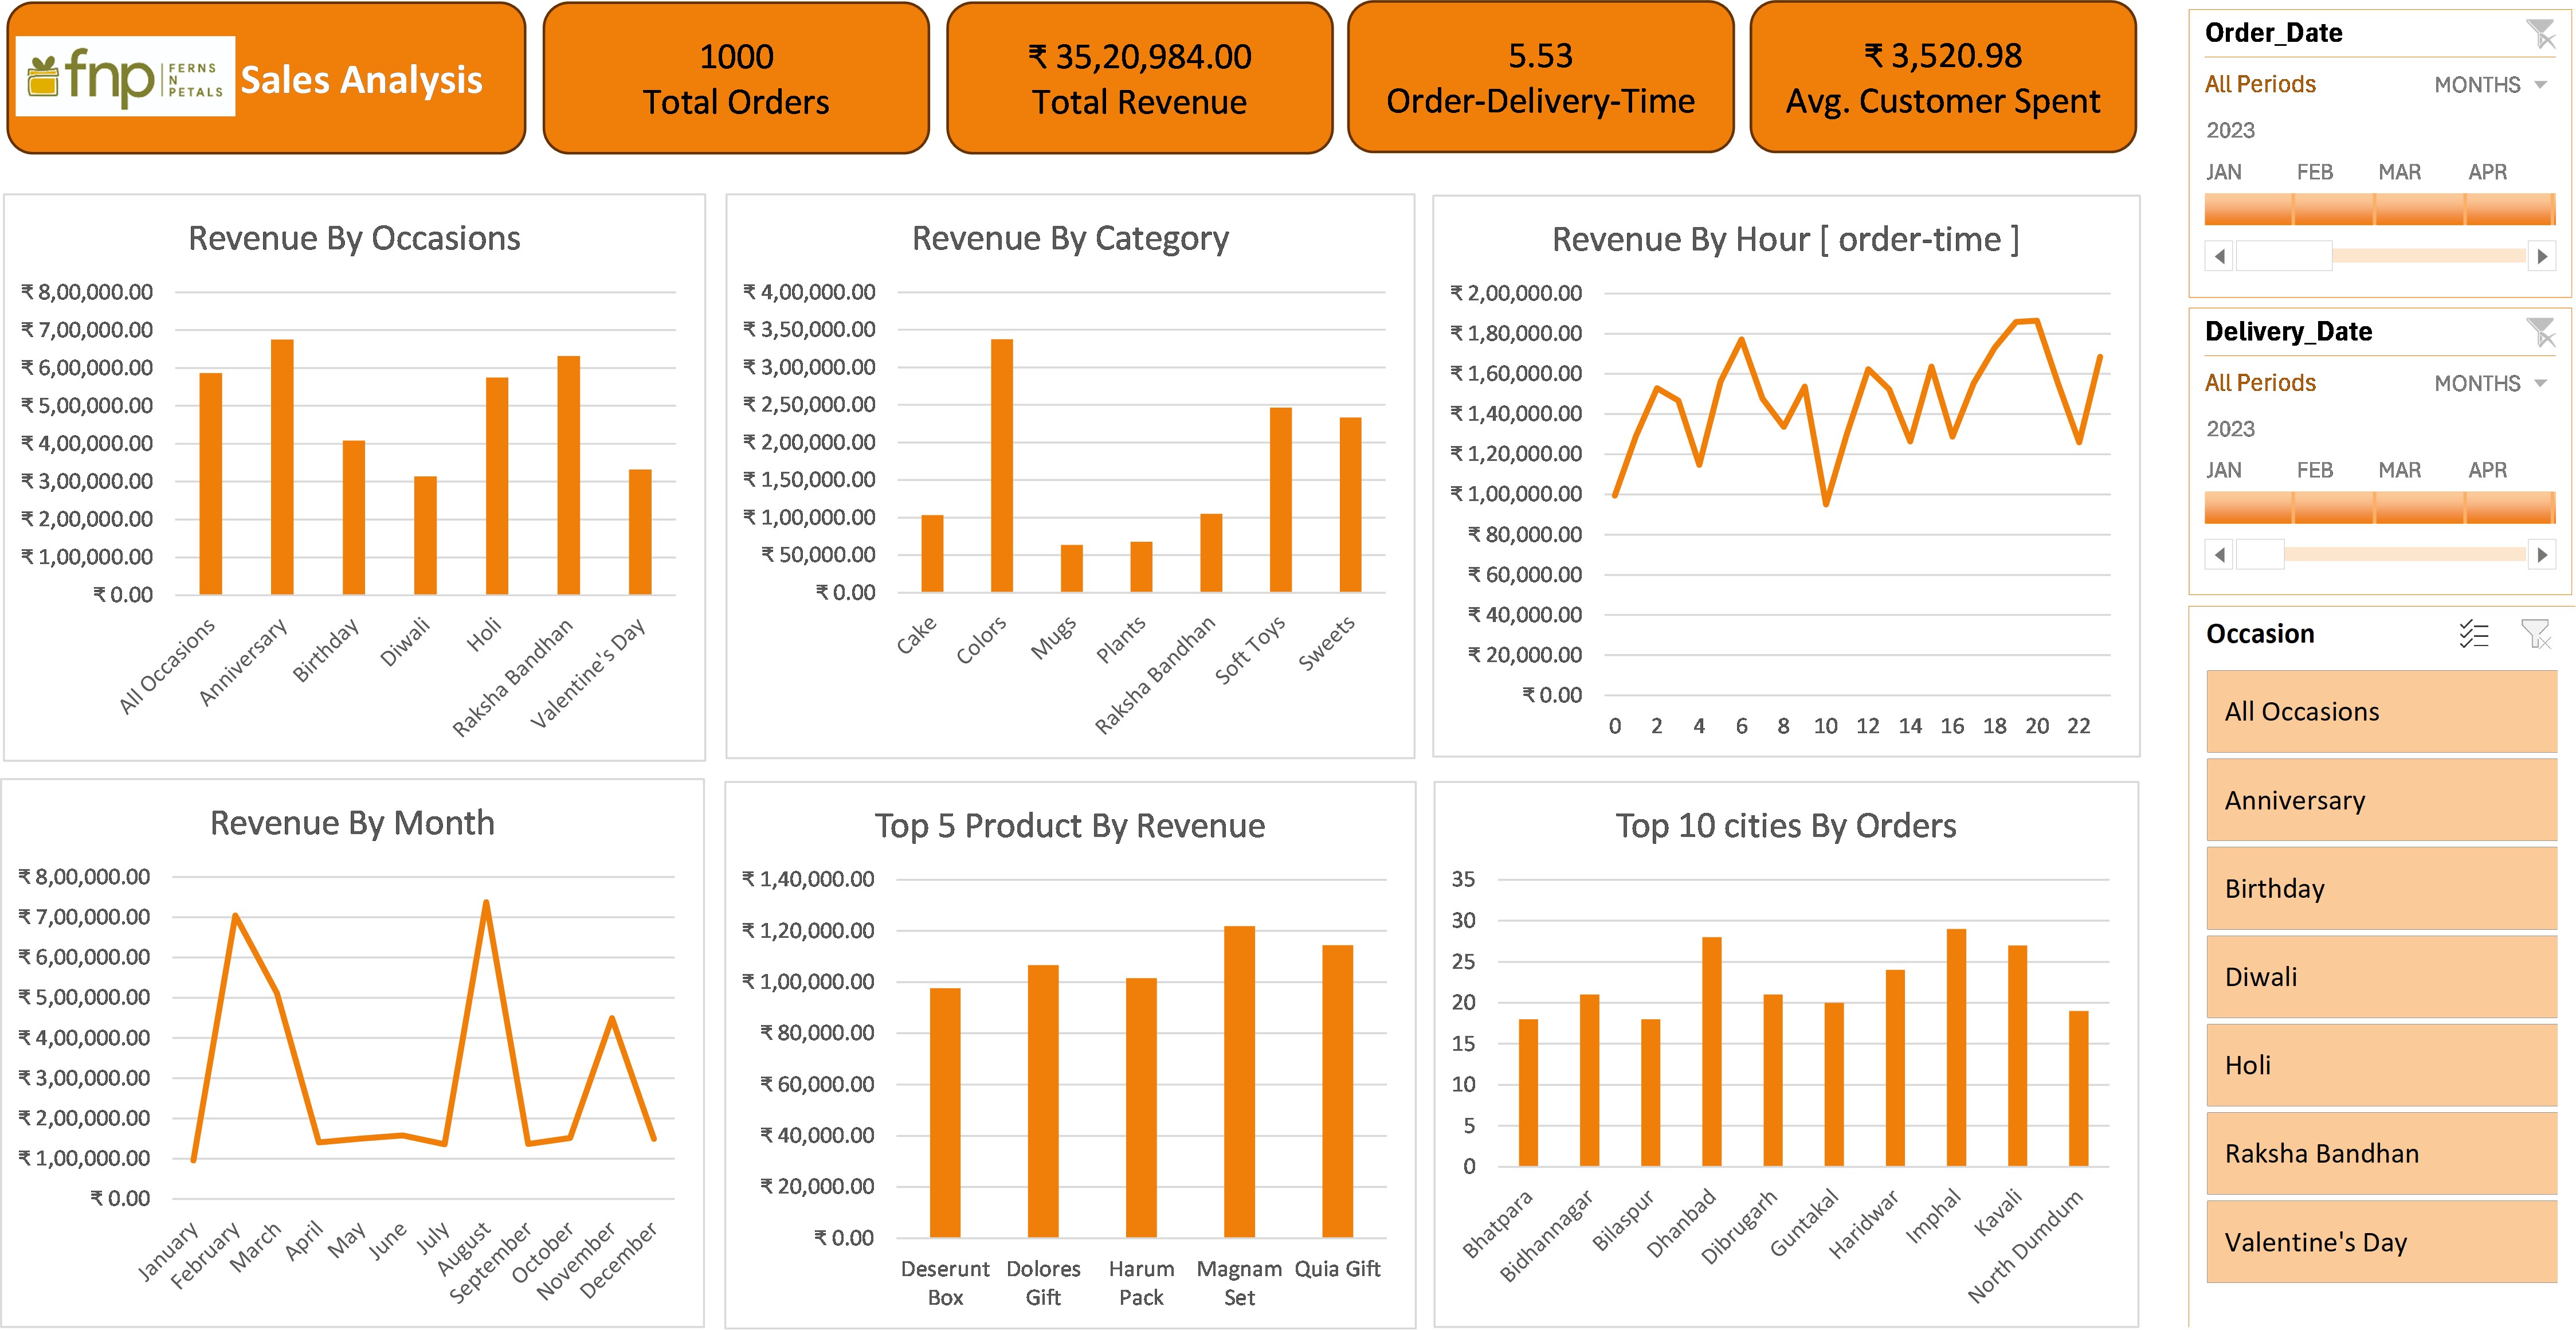 fnp
FERNS
N
PETALS
Sales Analysis
1000
Total Orders
₹ 35,20,984.00
Total Revenue
5.53
Order-Delivery-Time
₹ 3,520.98
Avg. Customer Spent
Revenue By Occasions
₹ 8,00,000.00
₹ 7,00,000.00
₹ 6,00,000.00
₹ 5,00,000.00
₹ 4,00,000.00
₹ 3,00,000.00
₹ 2,00,000.00
₹ 1,00,000.00
₹ 0.00
All Occasions
Anniversary
Birthday
Diwali
Holi
Raksha Bandhan
Valentine's Day
Revenue By Category
₹ 4,00,000.00
₹ 3,50,000.00
₹ 3,00,000.00
₹ 2,50,000.00
₹ 2,00,000.00
₹ 1,50,000.00
₹ 1,00,000.00
₹ 50,000.00
₹ 0.00
Cake
Colors
Mugs
Plants
Raksha Bandhan
Soft Toys
Sweets
Revenue By Hour [ order-time ]
₹ 2,00,000.00
₹ 1,80,000.00
₹ 1,60,000.00
₹ 1,40,000.00
₹ 1,20,000.00
₹ 1,00,000.00
₹ 80,000.00
₹ 60,000.00
₹ 40,000.00
₹ 20,000.00
₹ 0.00
0 2 4 6 8 10 12 14 16 18 20 22
Revenue By Month
₹ 8,00,000.00
₹ 7,00,000.00
₹ 6,00,000.00
₹ 5,00,000.00
₹ 4,00,000.00
₹ 3,00,000.00
₹ 2,00,000.00
₹ 1,00,000.00
₹ 0.00
January
February
March
April
May
June
July
August
September
October
November
December
Top 5 Product By Revenue
₹ 1,40,000.00
₹ 1,20,000.00
₹ 1,00,000.00
₹ 80,000.00
₹ 60,000.00
₹ 40,000.00
₹ 20,000.00
₹ 0.00
Deserunt
Box
Dolores
Gift
Harum
Pack
Magnam
Set
Quia Gift
Top 10 cities By Orders
35
30
25
20
15
10
5
0
Bhatpara
Bidhannagar
Bilaspur
Dhanbad
Dibrugarh
Guntakal
Haridwar
Imphal
Kavali
North Dumdum
Order_Date
All Periods MONTHS
2023
JAN FEB MAR APR
Delivery_Date
All Periods MONTHS
2023
JAN FEB MAR APR
Occasion
All Occasions
Anniversary
Birthday
Diwali
Holi
Raksha Bandhan
Valentine's Day